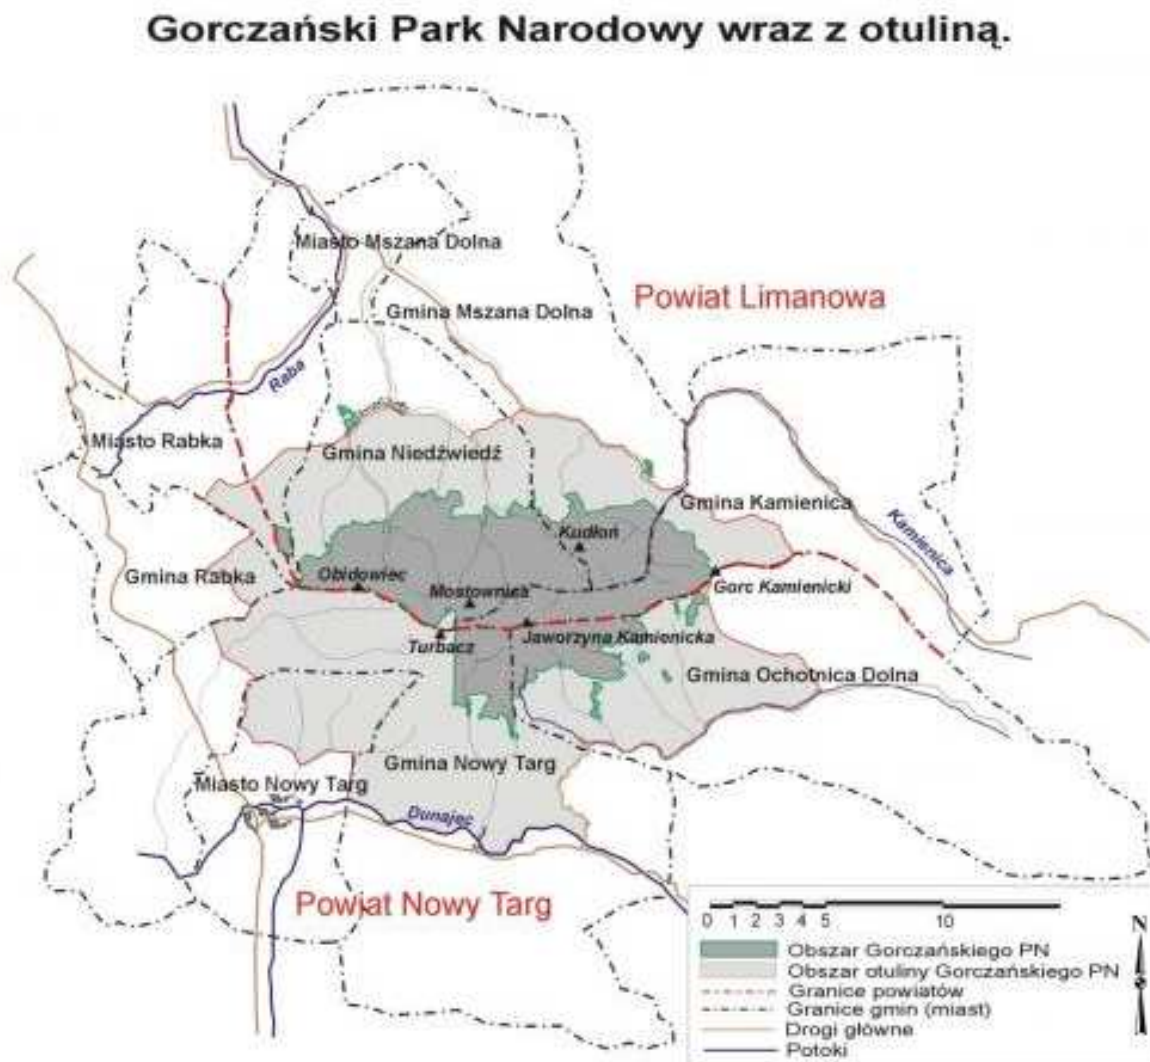 Gorczański Park Narodowy wraz z otuliną.
Miasto Mszana Dolna
Powiat Limanowa
Gmina Mszana Dolna
Raba
Miasto Rabka
Gmina Niedźwiedź
Gmina Kamienica
Kamienica
Kudłoń
Gmina Rabka
Obidowiec
Mostownica
Gorc Kamienicki
Turbacz
Jaworzyna Kamienicka
Gmina Ochotnica Dolna
Gmina Nowy Targ
Miasto Nowy Targ
Dunajec
Powiat Nowy Targ
0 1 2 3 4 5 10
N
Obszar Gorczańskiego PN
Obszar otuliny Gorczańskiego PN
Granice powiatów
Granice gmin (miast)
Drogi główne
Potoki